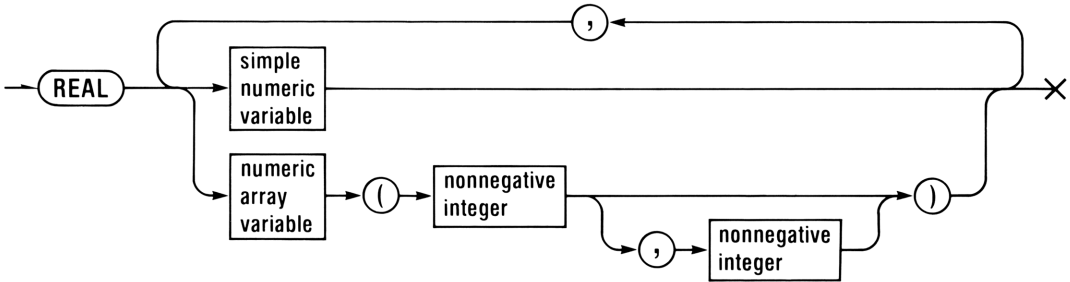 ,
REAL
simple
numeric
variable
numeric
array
variable
(
nonnegative
integer
,
nonnegative
integer
)